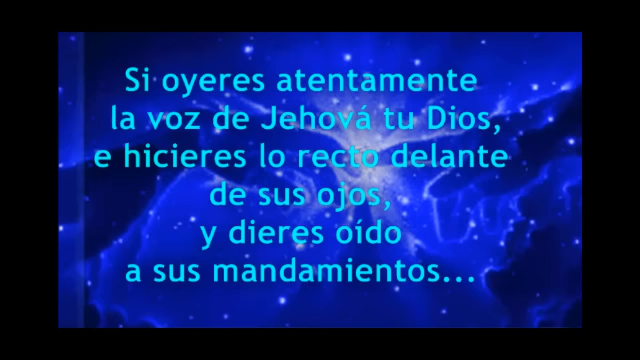 Si oyeres atentamente
la voz de Jehová tu Dios,
e hicieres lo recto delante
de sus ojos,
y dieres oído
a sus mandamientos...